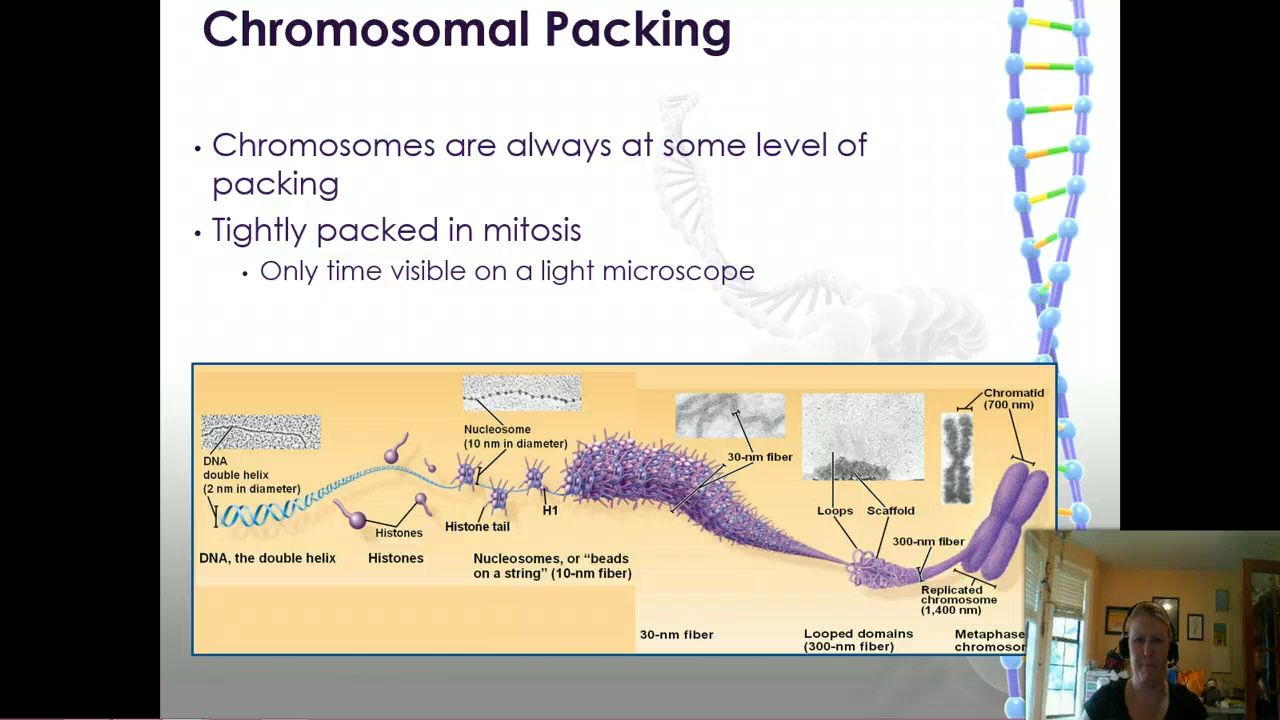 Chromosomal Packing
• Chromosomes are always at some level of
packing
• Tightly packed in mitosis
• Only time visible on a light microscope
DNA
double helix
(2 nm in diameter)
Histones
DNA, the double helix
Histones
Nucleosome
(10 nm in diameter)
Histone tail
H1
Nucleosomes, or “beads
on a string” (10-nm fiber)
30-nm fiber
30-nm fiber
Loops
Scaffold
Looped domains
(300-nm fiber)
300-nm fiber
Chromatid
(700 nm)
Replicated
chromosome
(1,400 nm)
Metaphase
chromosom